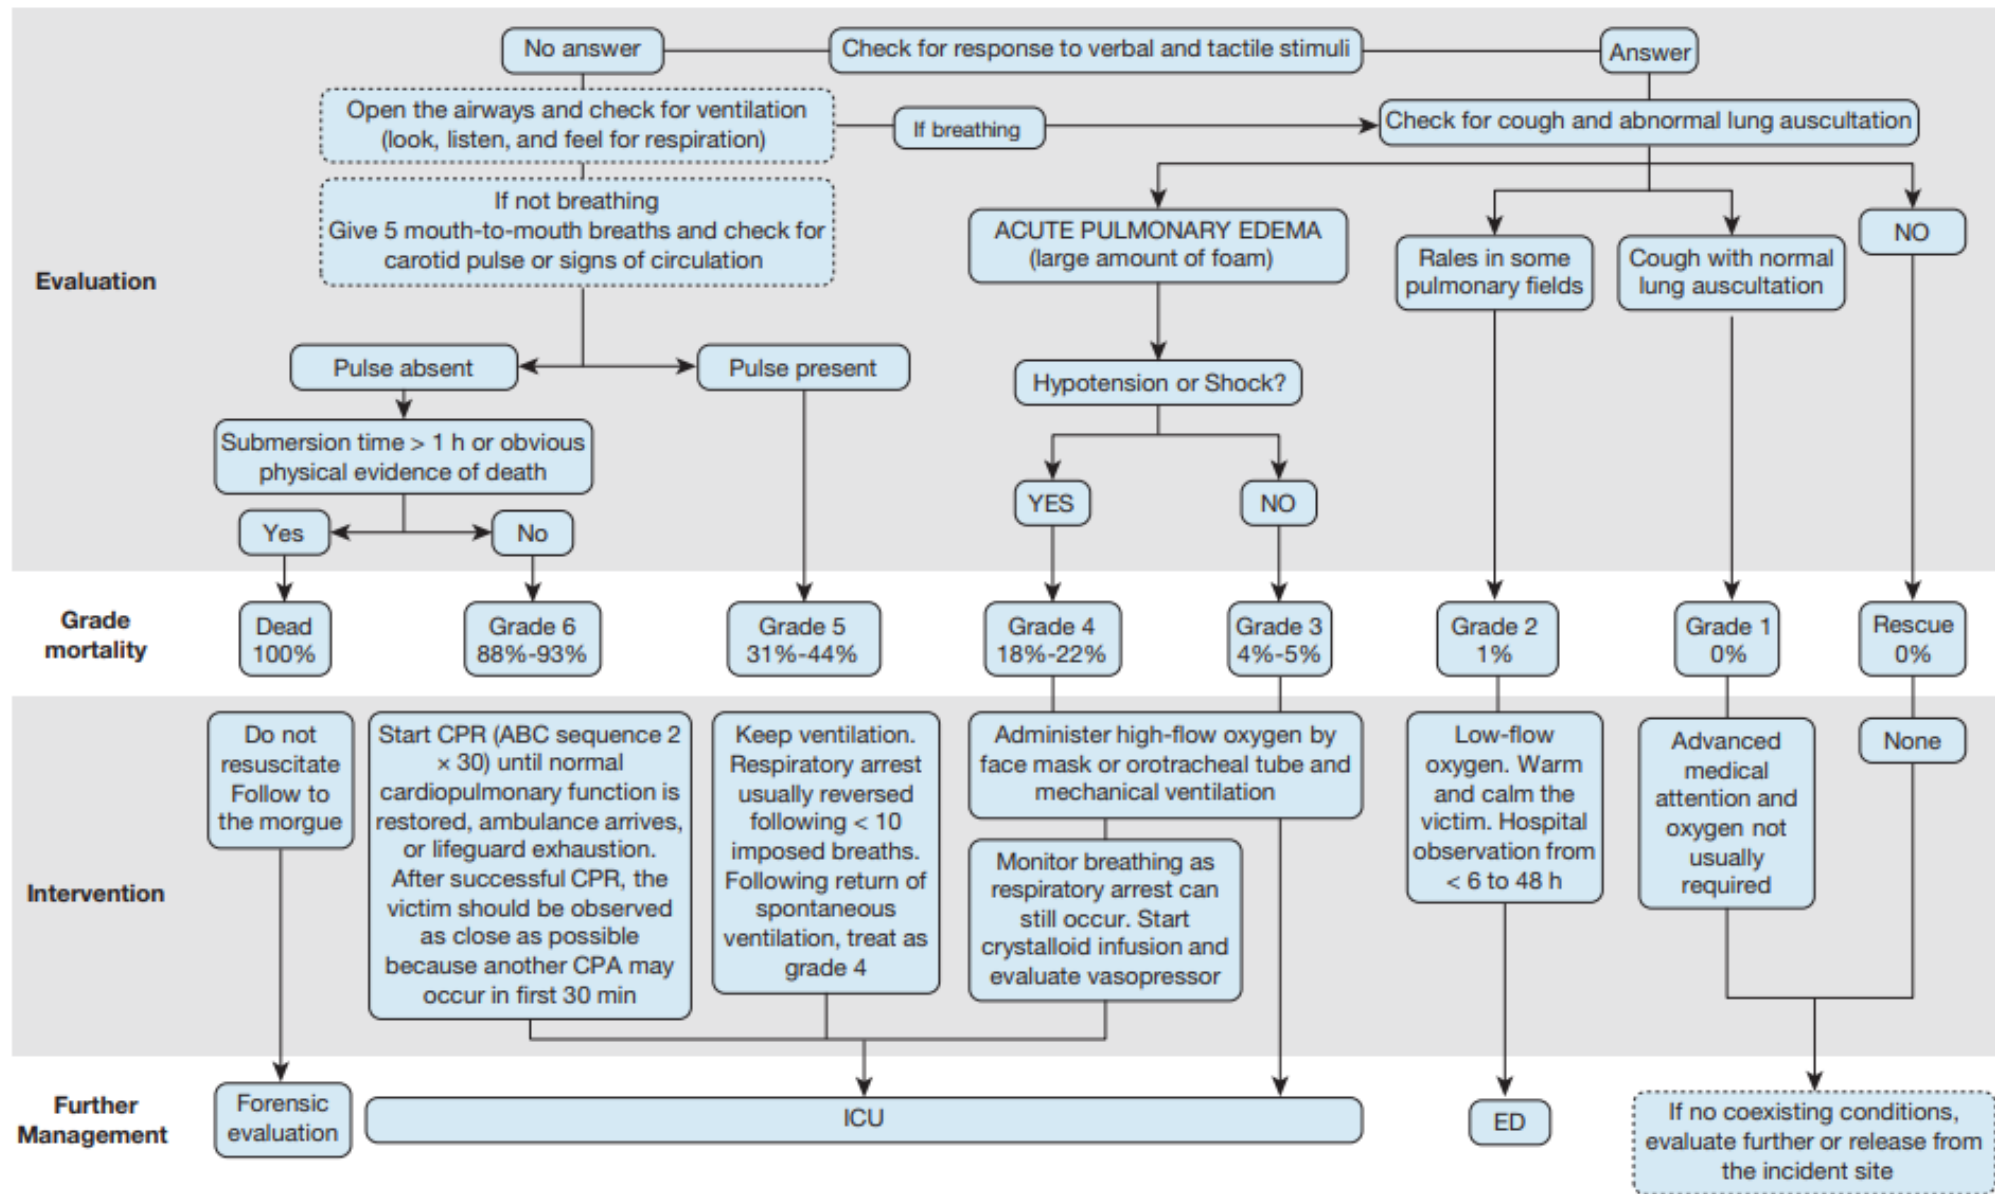 No answer
Check for response to verbal and tactile stimuli
Answer
Open the airways and check for ventilation
(look, listen, and feel for respiration)
If breathing
Check for cough and abnormal lung auscultation
If not breathing
Give 5 mouth-to-mouth breaths and check for
carotid pulse or signs of circulation
ACUTE PULMONARY EDEMA
(large amount of foam)
Rales in some
pulmonary fields
Cough with normal
lung auscultation
NO
Evaluation
Pulse absent
Pulse present
Hypotension or Shock?
Submersion time > 1 h or obvious
physical evidence of death
YES
NO
Yes
No
Grade
mortality
Dead
100%
Grade 6
88%-93%
Grade 5
31%-44%
Grade 4
18%-22%
Grade 3
4%-5%
Grade 2
1%
Grade 1
0%
Rescue
0%
Intervention
Do not
resuscitate
Follow to
the morgue
Start CPR (ABC sequence 2
× 30) until normal
cardiopulmonary function is
restored, ambulance arrives,
or lifeguard exhaustion.
After successful CPR, the
victim should be observed
as close as possible
because another CPA may
occur in first 30 min
Keep ventilation.
Respiratory arrest
usually reversed
following < 10
imposed breaths.
Following return of
spontaneous
ventilation, treat as
grade 4
Administer high-flow oxygen by
face mask or orotracheal tube and
mechanical ventilation
Monitor breathing as
respiratory arrest can
still occur. Start
crystalloid infusion and
evaluate vasopressor
Low-flow
oxygen. Warm
and calm the
victim. Hospital
observation from
< 6 to 48 h
Advanced
medical
attention and
oxygen not
usually
required
None
Further
Management
Forensic
evaluation
ICU
ED
If no coexisting conditions,
evaluate further or release from
the incident site